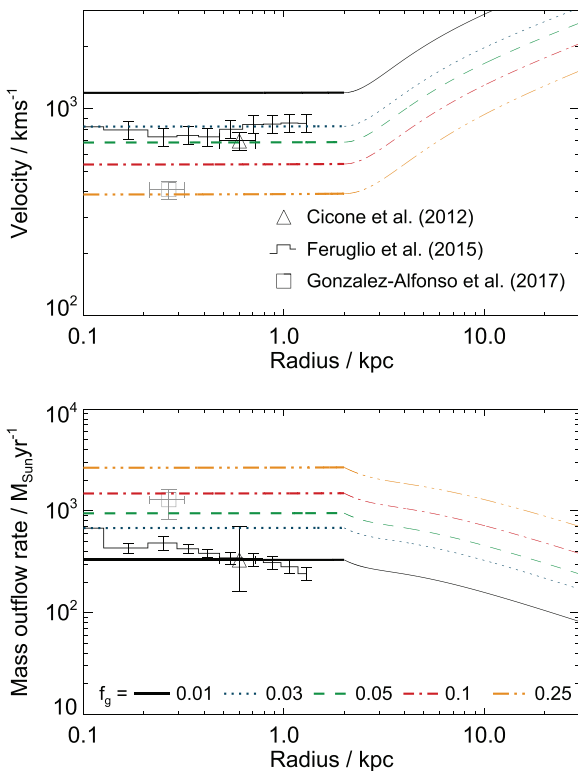 Velocity / kms⁻¹
10³
10²
Cicone et al. (2012)
Feruglio et al. (2015)
Gonzalez-Alfonso et al. (2017)
0.1 1.0 10.0
Radius / kpc
Mass outflow rate / M_Sun yr⁻¹
10⁴
10³
10²
10
f_g = 0.01 0.03 0.05 0.1 0.25
0.1 1.0 10.0
Radius / kpc